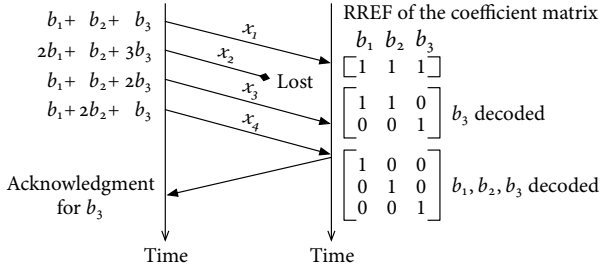 RREF of the coefficient matrix
b₁ b₂ b₃
b₁+ b₂+ b₃
x₁
[1 1 1]
2b₁+ b₂+3b₃
x₂
Lost
b₁+ b₂+2b₃
x₃
1 1 0
0 0 1
b₃ decoded
b₁+2b₂+ b₃
x₄
1 0 0
0 1 0
0 0 1
b₁, b₂, b₃ decoded
Acknowledgment
for b₃
Time
Time